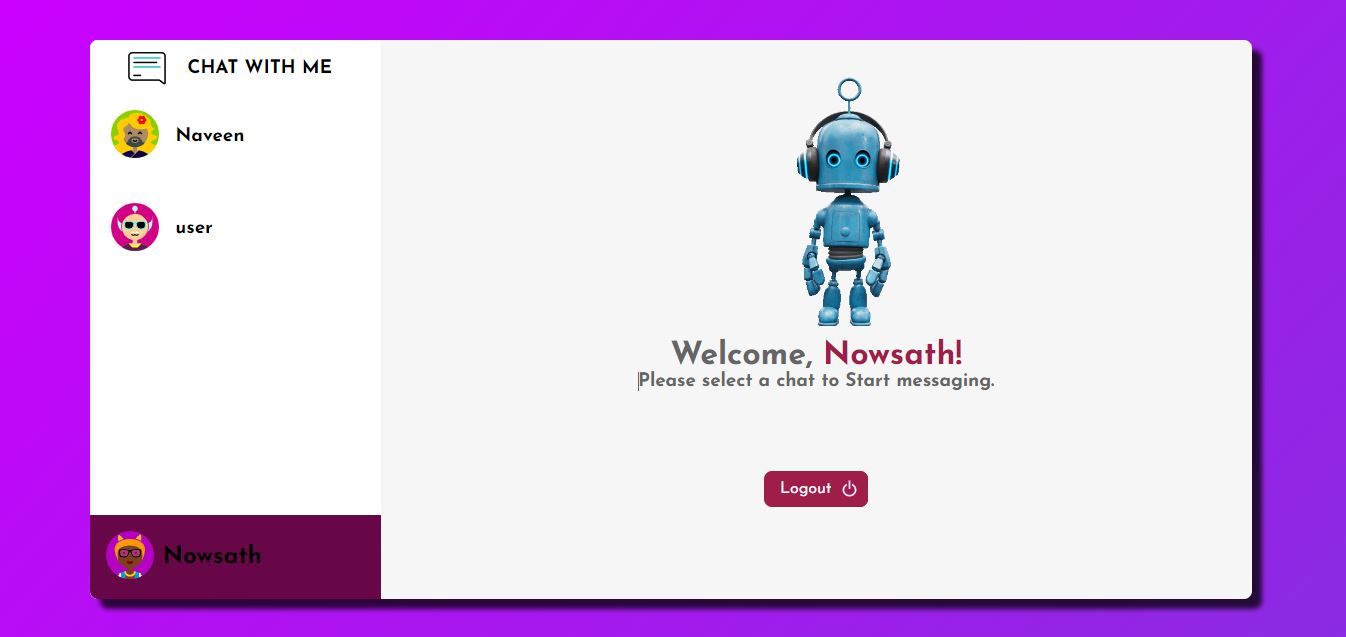 CHAT WITH ME
Naveen
user
Nowsath
Welcome, Nowsath!
Please select a chat to Start messaging.
Logout